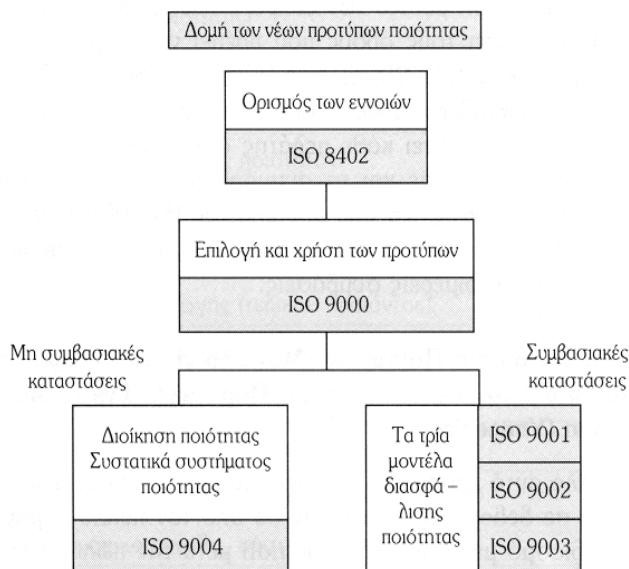 Δομή των νέων προτύπων ποιότητας
Ορισμός των εννοιών
ISO 8402
Επιλογή και χρήση των προτύπων
ISO 9000
Μη συμβασιακές
καταστάσεις
Συμβασιακές
καταστάσεις
Διοίκηση ποιότητας
Συστατικά συστήματος
ποιότητας
ISO 9004
Τα τρία
μοντέλα
διασφά –
λισης
ποιότητας
ISO 9001
ISO 9002
ISO 9003